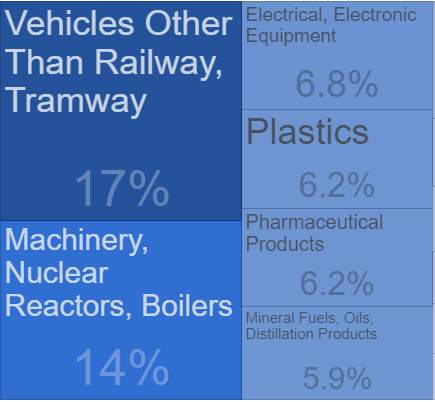 Vehicles Other
Than Railway,
Tramway
17%
Machinery,
Nuclear
Reactors, Boilers
14%
Electrical, Electronic
Equipment
6.8%
Plastics
6.2%
Pharmaceutical
Products
6.2%
Mineral Fuels, Oils,
Distillation Products
5.9%